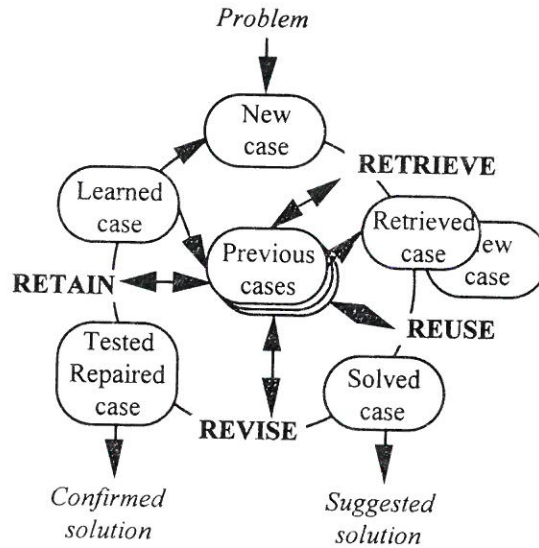 Problem
New
case
RETRIEVE
Learned
case
Retrieved
case
New
case
Previous
cases
RETAIN
REUSE
Tested
Repaired
case
Solved
case
REVISE
Confirmed
solution
Suggested
solution